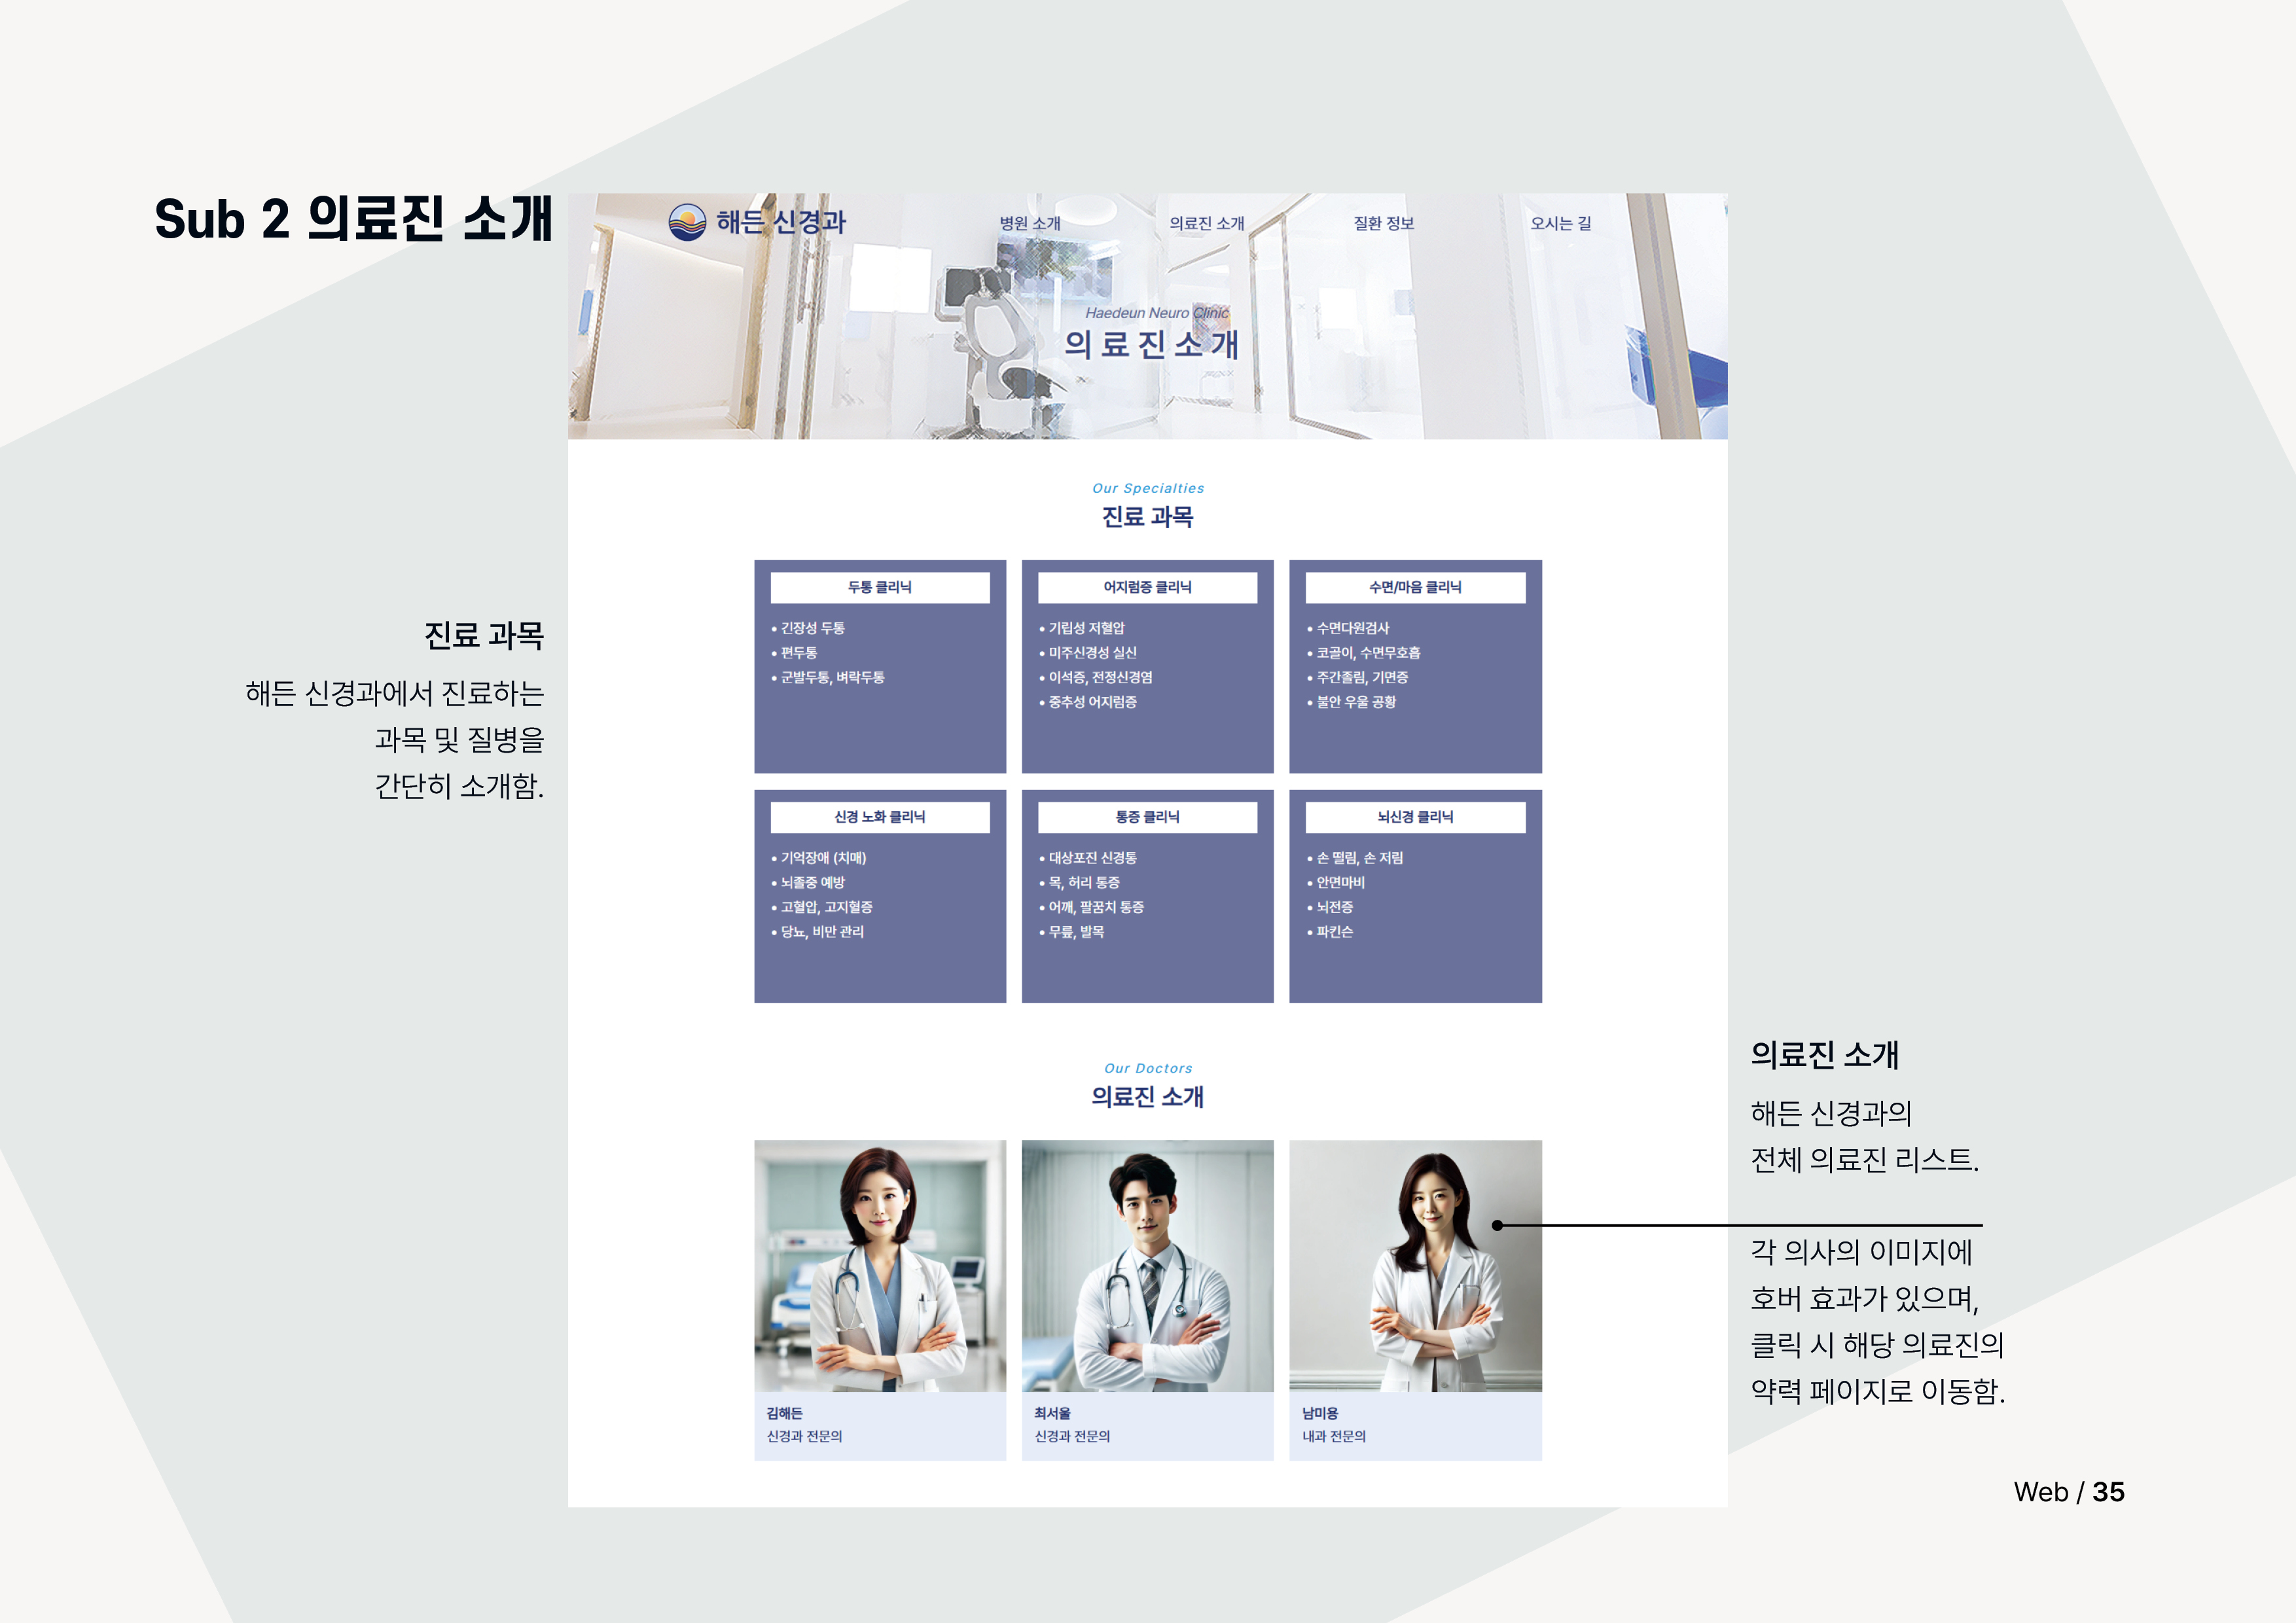 Sub 2 의료진 소개
해든 신경과
병원 소개
의료진 소개
질환 정보
오시는 길
Haedeun Neuro Clinic
의료진소개
Our Specialties
진료 과목
두통 클리닉
• 긴장성 두통
• 편두통
• 군발두통, 벼락두통
어지럼증 클리닉
• 기립성 저혈압
• 미주신경성 실신
• 이석증, 전정신경염
• 중추성 어지럼증
수면/마음 클리닉
• 수면다원검사
• 코골이, 수면무호흡
• 주간졸림, 기면증
• 불안 우울 공황
신경 노화 클리닉
• 기억장애 (치매)
• 뇌졸중 예방
• 고혈압, 고지혈증
• 당뇨, 비만 관리
통증 클리닉
• 대상포진 신경통
• 목, 허리 통증
• 어깨, 팔꿈치 통증
• 무릎, 발목
뇌신경 클리닉
• 손 떨림, 손 저림
• 안면마비
• 뇌전증
• 파킨슨
진료 과목
해든 신경과에서 진료하는
과목 및 질병을
간단히 소개함.
Our Doctors
의료진 소개
김해든
신경과 전문의
최서울
신경과 전문의
남미용
내과 전문의
의료진 소개
해든 신경과의
전체 의료진 리스트.
각 의사의 이미지에
호버 효과가 있으며,
클릭 시 해당 의료진의
약력 페이지로 이동함.
Web / 35